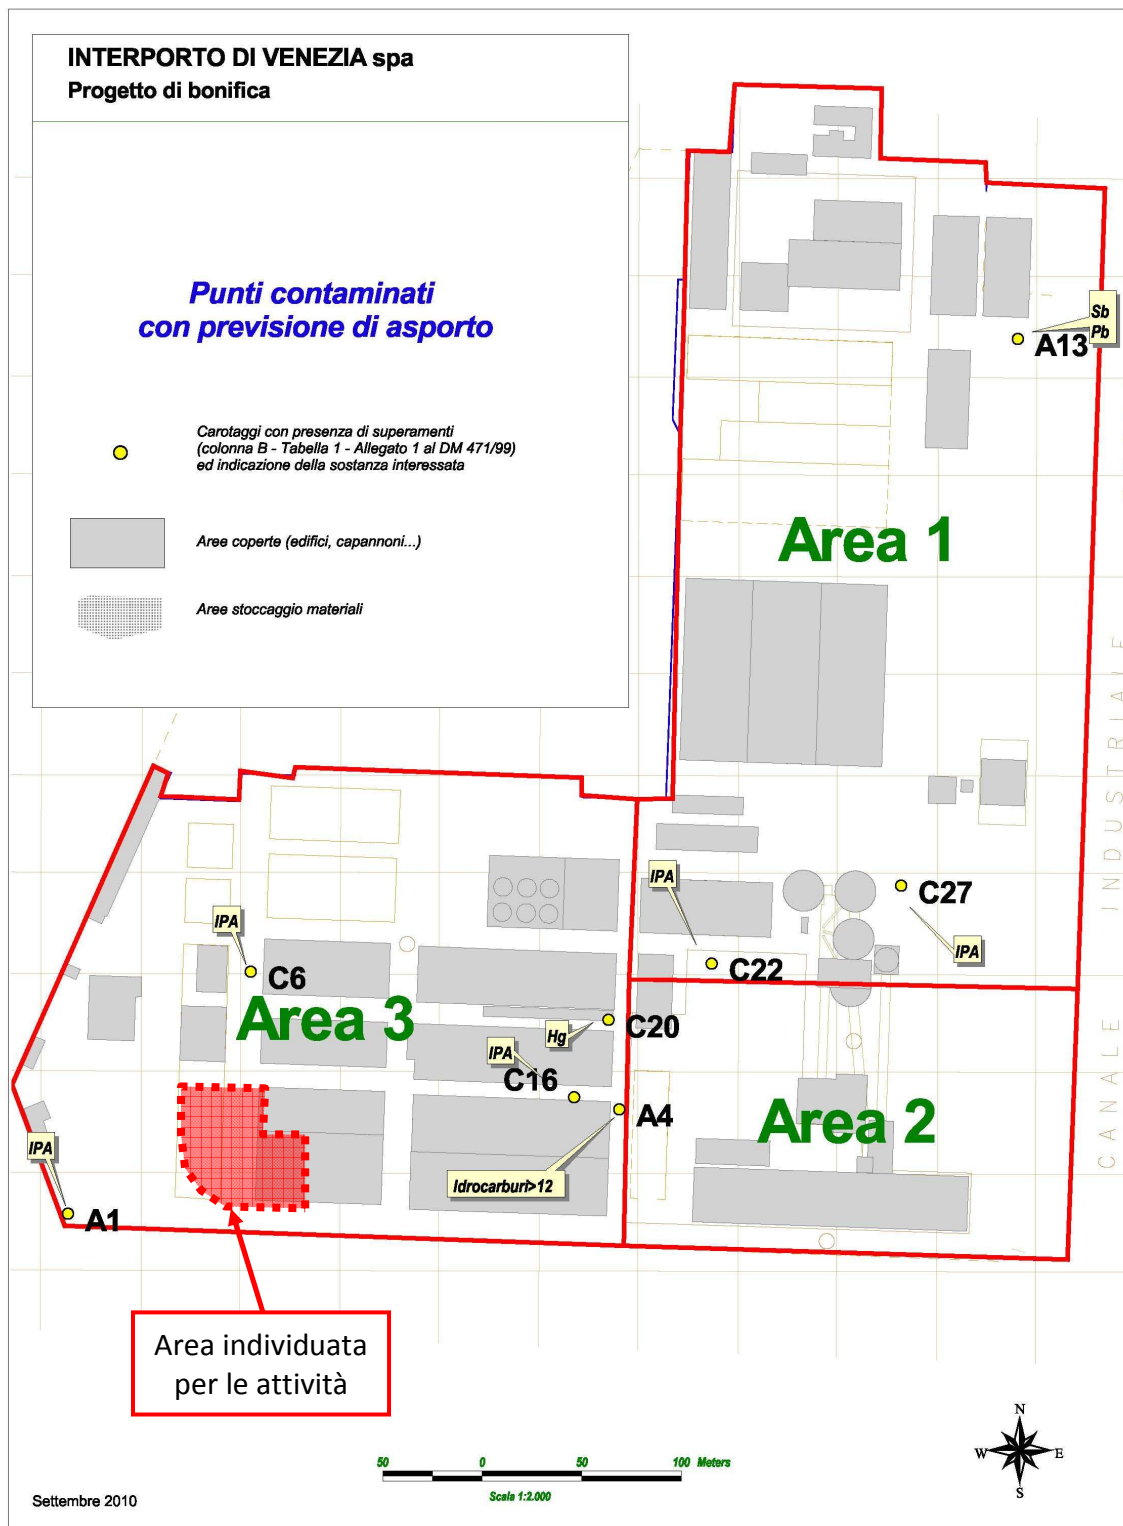 INTERPORTO DI VENEZIA spa
Progetto di bonifica
Punti contaminati
con previsione di asporto
Carotaggi con presenza di superamenti
(colonna B - Tabella 1 - Allegato 1 al DM 471/99)
ed indicazione della sostanza interessata
Aree coperte (edifici, capannoni...)
Aree stoccaggio materiali
Sb
Pb
A13
Area 1
CANALE INDUSTRIALE
IPA
C27
IPA
C22
IPA
C6
Area 3
C20
Hg
IPA
C16
A4
Area 2
Idrocarburi>12
IPA
A1
Area individuata
per le attività
N
W
E
S
50
0
50
100 Meters
Scala 1:2.000
Settembre 2010